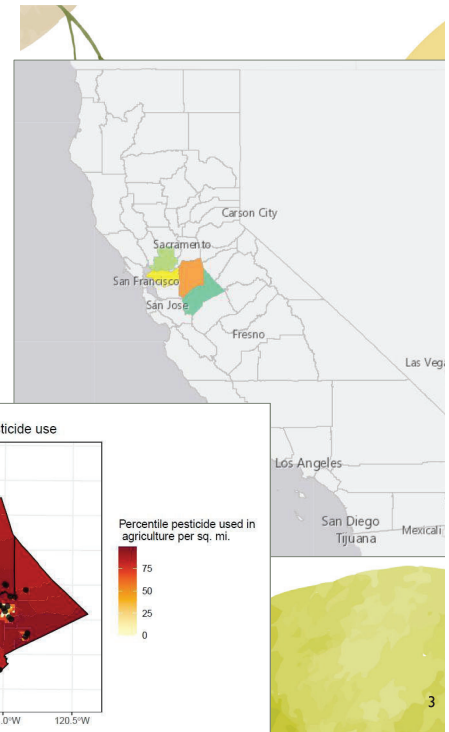 Carson City
Sacramento
San Francisco
San Jose
Fresno
Las Veg
Los Angeles
San Diego
Tijuana
Mexicali
ticide use
Percentile pesticide used in
agriculture per sq. mi.
75
50
25
0
.0°W
120.5°W
3